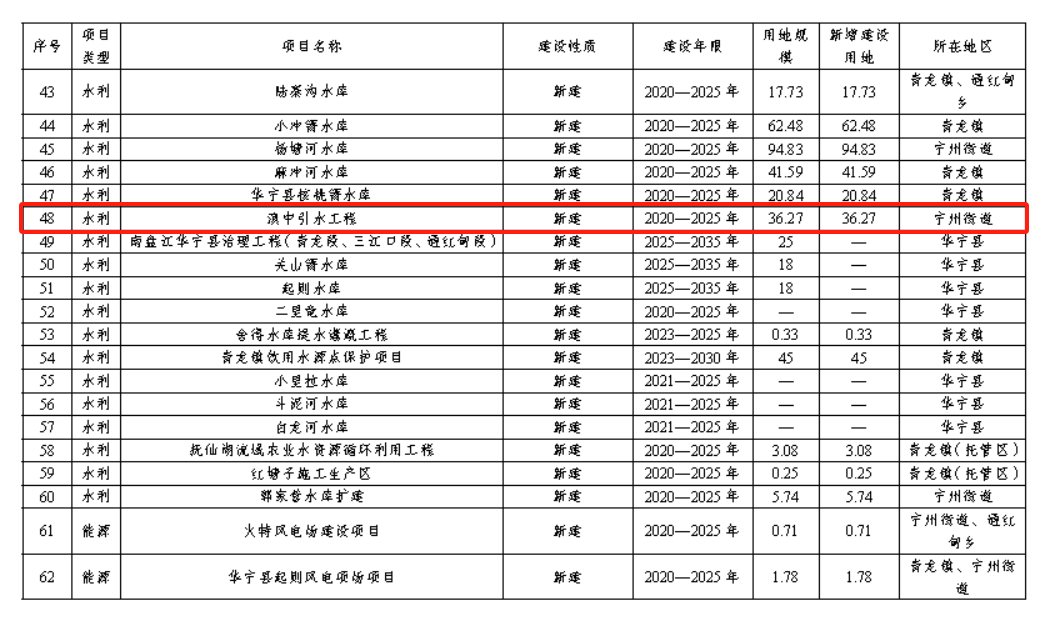 序号 项目类型 项目名称 建设性质 建设年限 用地规模 新增建设用地 所在地区
43 水利 陆寨沟水库 新建 2020—2025年 17.73 17.73 青龙镇、通红甸乡
44 水利 小冲箐水库 新建 2020—2025年 62.48 62.48 青龙镇
45 水利 杨塘河水库 新建 2020—2025年 94.83 94.83 宁州街道
46 水利 麻冲河水库 新建 2020—2025年 41.59 41.59 青龙镇
47 水利 华宁县核桃箐水库 新建 2020—2025年 20.84 20.84 青龙镇
48 水利 滇中引水工程 新建 2020—2025年 36.27 36.27 宁州街道
49 水利 南盘江华宁县治理工程(青龙段、三江口段、通红甸段) 新建 2025—2035年 25 — 华宁县
50 水利 关山箐水库 新建 2025—2035年 18 — 华宁县
51 水利 起则水库 新建 2025—2035年 18 — 华宁县
52 水利 二里龙水库 新建 2020—2025年 — — 华宁县
53 水利 舍得水库提水灌溉工程 新建 2023—2025年 0.33 0.33 青龙镇
54 水利 青龙镇饮用水源点保护项目 新建 2023—2030年 45 45 青龙镇
55 水利 小里拉水库 新建 2021—2025年 — — 华宁县
56 水利 斗泥河水库 新建 2021—2025年 — — 华宁县
57 水利 白龙河水库 新建 2021—2025年 — — 华宁县
58 水利 抚仙湖流域农业水资源循环利用工程 新建 2020—2025年 3.08 3.08 青龙镇(托管区)
59 水利 红塘子施工生产区 新建 2020—2025年 0.25 0.25 青龙镇(托管区)
60 水利 郭家营水库扩建 新建 2020—2025年 5.74 5.74 宁州街道
61 能源 火特风电场建设项目 新建 2020—2025年 0.71 0.71 宁州街道、通红甸乡
62 能源 华宁县起则风电项场项目 新建 2020—2025年 1.78 1.78 青龙镇、宁州街道